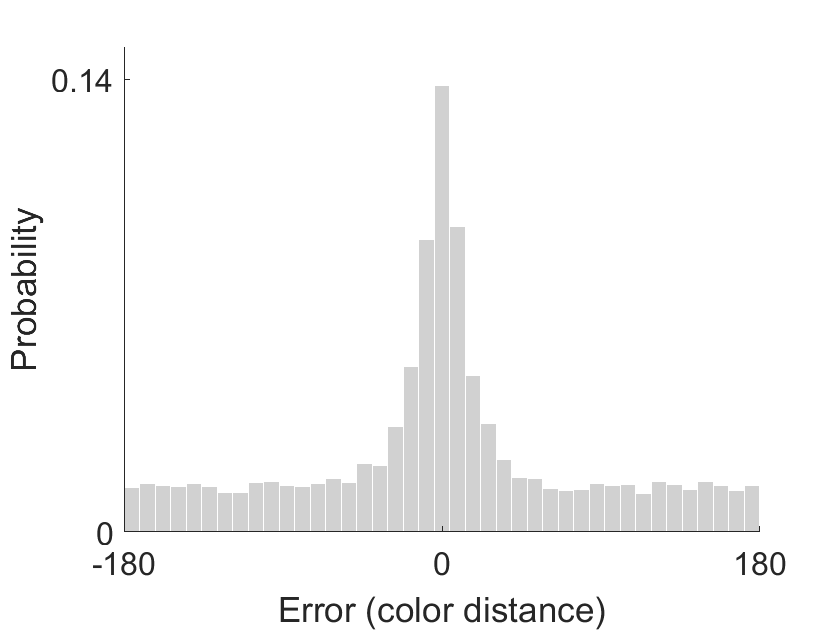 0.14
Probability
0
-180 0 180
Error (color distance)